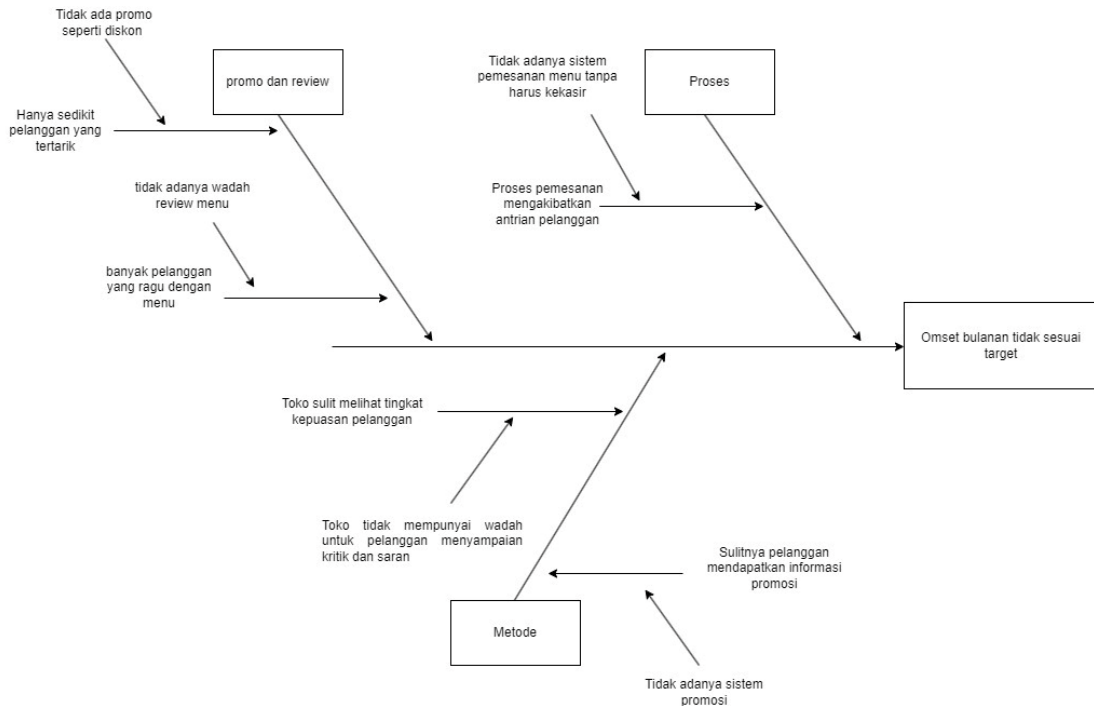 Tidak ada promo
seperti diskon
promo dan review
Hanya sedikit
pelanggan yang
tertarik
tidak adanya wadah
review menu
banyak pelanggan
yang ragu dengan
menu
Tidak adanya sistem
pemesanan menu tanpa
harus kekasir
Proses
Proses pemesanan
mengakibatkan
antrian pelanggan
Omset bulanan tidak sesuai
target
Toko sulit melihat tingkat
kepuasan pelanggan
Toko tidak mempunyai wadah
untuk pelanggan menyampaian
kritik dan saran
Sulitnya pelanggan
mendapatkan informasi
promosi
Metode
Tidak adanya sistem
promosi